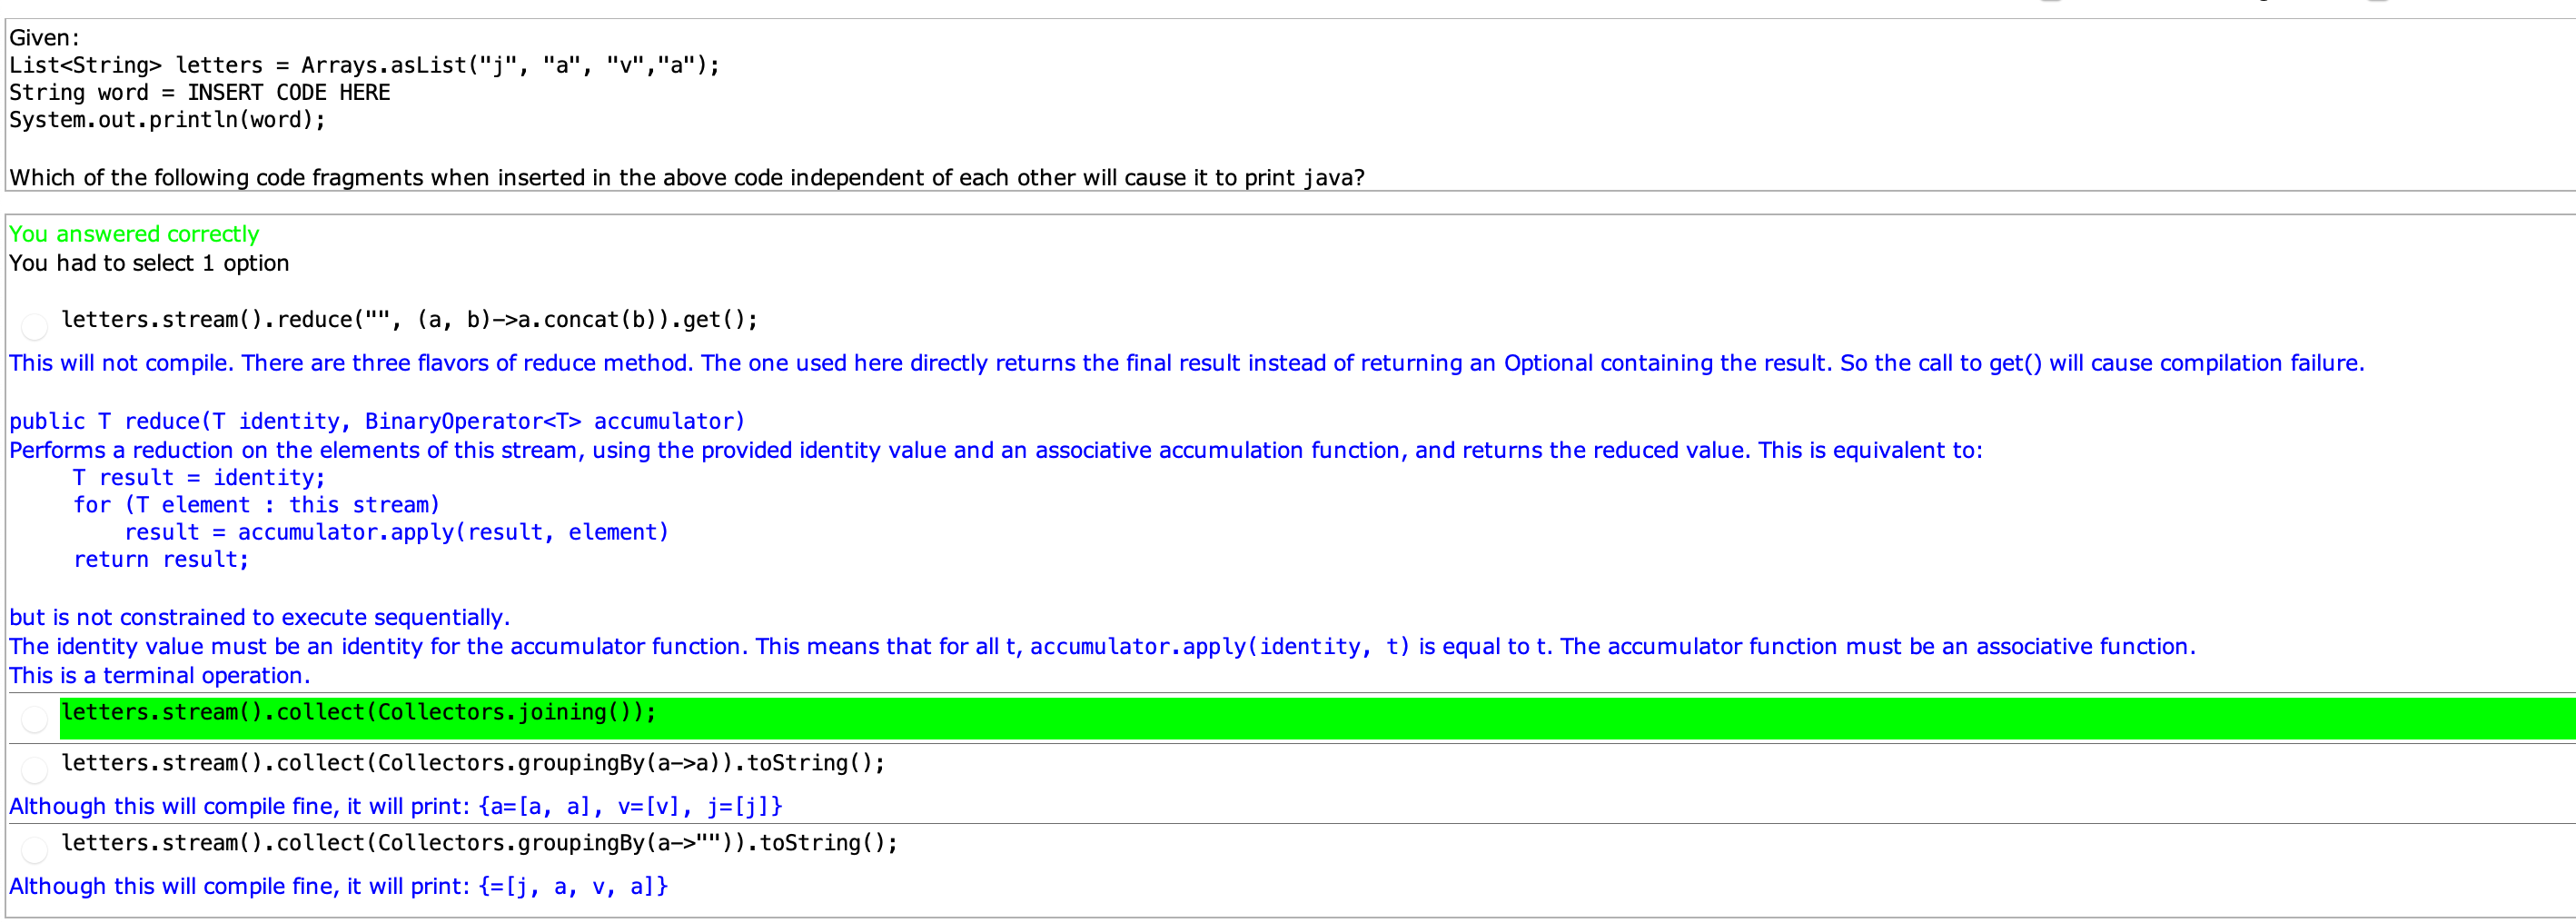 Given:
List<String> letters = Arrays.asList("j", "a", "v","a");
String word = INSERT CODE HERE
System.out.println(word);
Which of the following code fragments when inserted in the above code independent of each other will cause it to print java?
You answered correctly
You had to select 1 option
letters.stream().reduce("", (a, b)->a.concat(b)).get();
This will not compile. There are three flavors of reduce method. The one used here directly returns the final result instead of returning an Optional containing the result. So the call to get() will cause compilation failure.
public T reduce(T identity, BinaryOperator<T> accumulator)
Performs a reduction on the elements of this stream, using the provided identity value and an associative accumulation function, and returns the reduced value. This is equivalent to:
T result = identity;
for (T element : this stream)
result = accumulator.apply(result, element)
return result;
but is not constrained to execute sequentially.
The identity value must be an identity for the accumulator function. This means that for all t, accumulator.apply(identity, t) is equal to t. The accumulator function must be an associative function.
This is a terminal operation.
letters.stream().collect(Collectors.joining());
letters.stream().collect(Collectors.groupingBy(a->a)).toString();
Although this will compile fine, it will print: {a=[a, a], v=[v], j=[j]}
letters.stream().collect(Collectors.groupingBy(a->"")).toString();
Although this will compile fine, it will print: {=[j, a, v, a]}